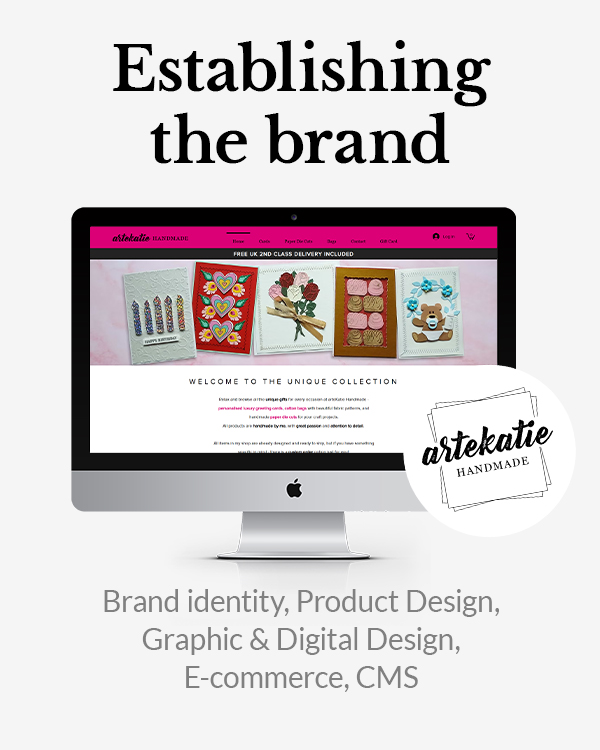 Establishing
the brand
artekatie HANDMADE
Home Cards Paper Die Cuts Bags Contact Gift Card Log In
FREE UK 2ND CLASS DELIVERY INCLUDED
HAPPY BIRTHDAY
WELCOME TO THE UNIQUE COLLECTION
Relax and browse all the unique gifts for every occasion at artekatie Handmade -
personalised luxury greeting cards, cotton bags with beautiful fabric patterns, and
handmade paper die cuts for your craft projects.
All products are handmade by me, with great passion and attention to detail.
All items in my shop are already designed and ready to ship, but if you have something
artekatie
HANDMADE
Brand identity, Product Design,
Graphic & Digital Design,
E-commerce, CMS